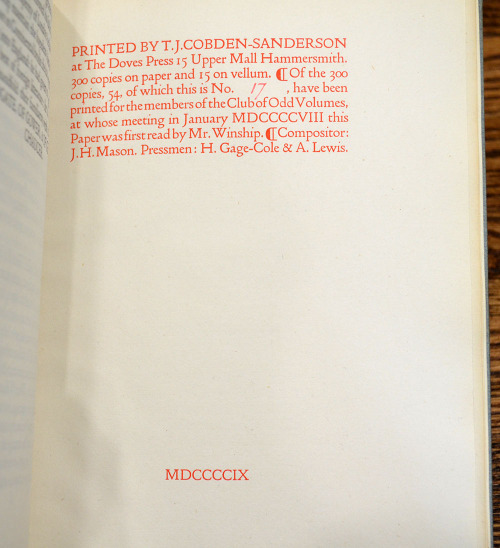 PRINTED BY T.J.COBDEN-SANDERSON
at The Doves Press 15 Upper Mall Hammersmith.
300 copies on paper and 15 on vellum. ¶Of the 300
copies, 54, of which this is No. 17 , have been
printed for the members of the Club of Odd Volumes,
at whose meeting in January MDCCCCVIII this
Paper was first read by Mr. Winship. ¶Compositor:
J.H. Mason. Pressmen: H. Gage-Cole & A. Lewis.
MDCCCCIX